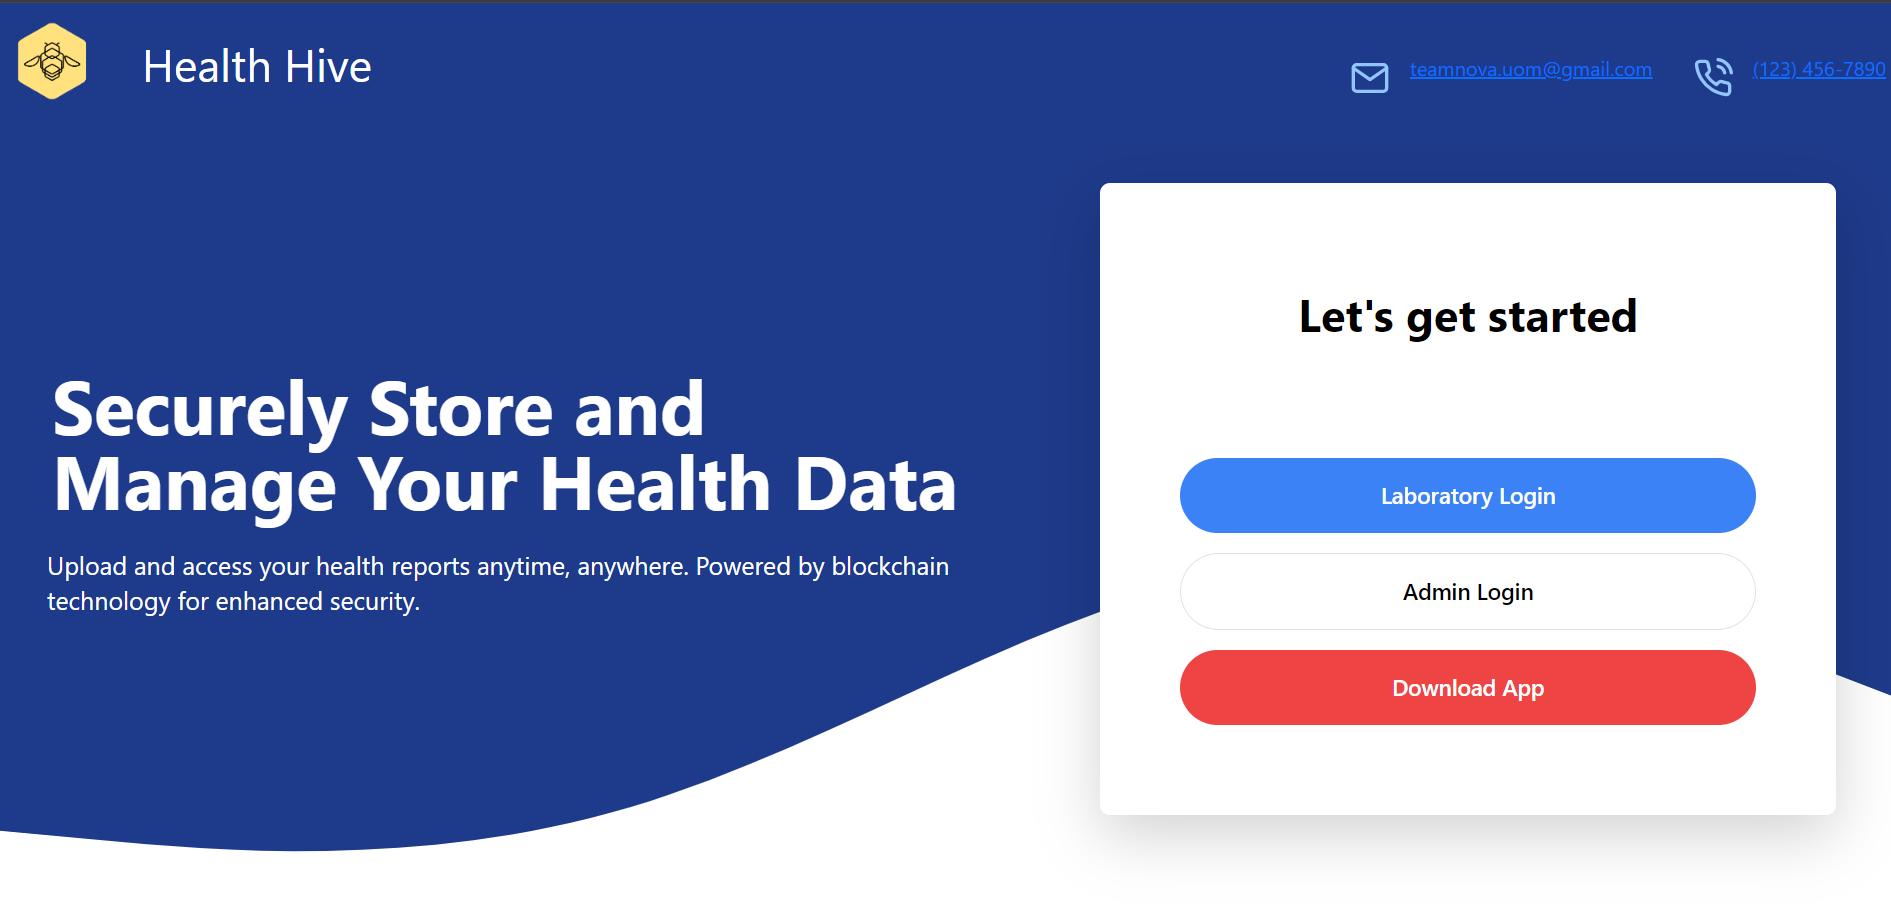 Health Hive
teamnova.uom@gmail.com
(123) 456-7890
Securely Store and
Manage Your Health Data
Upload and access your health reports anytime, anywhere. Powered by blockchain
technology for enhanced security.
Let's get started
Laboratory Login
Admin Login
Download App